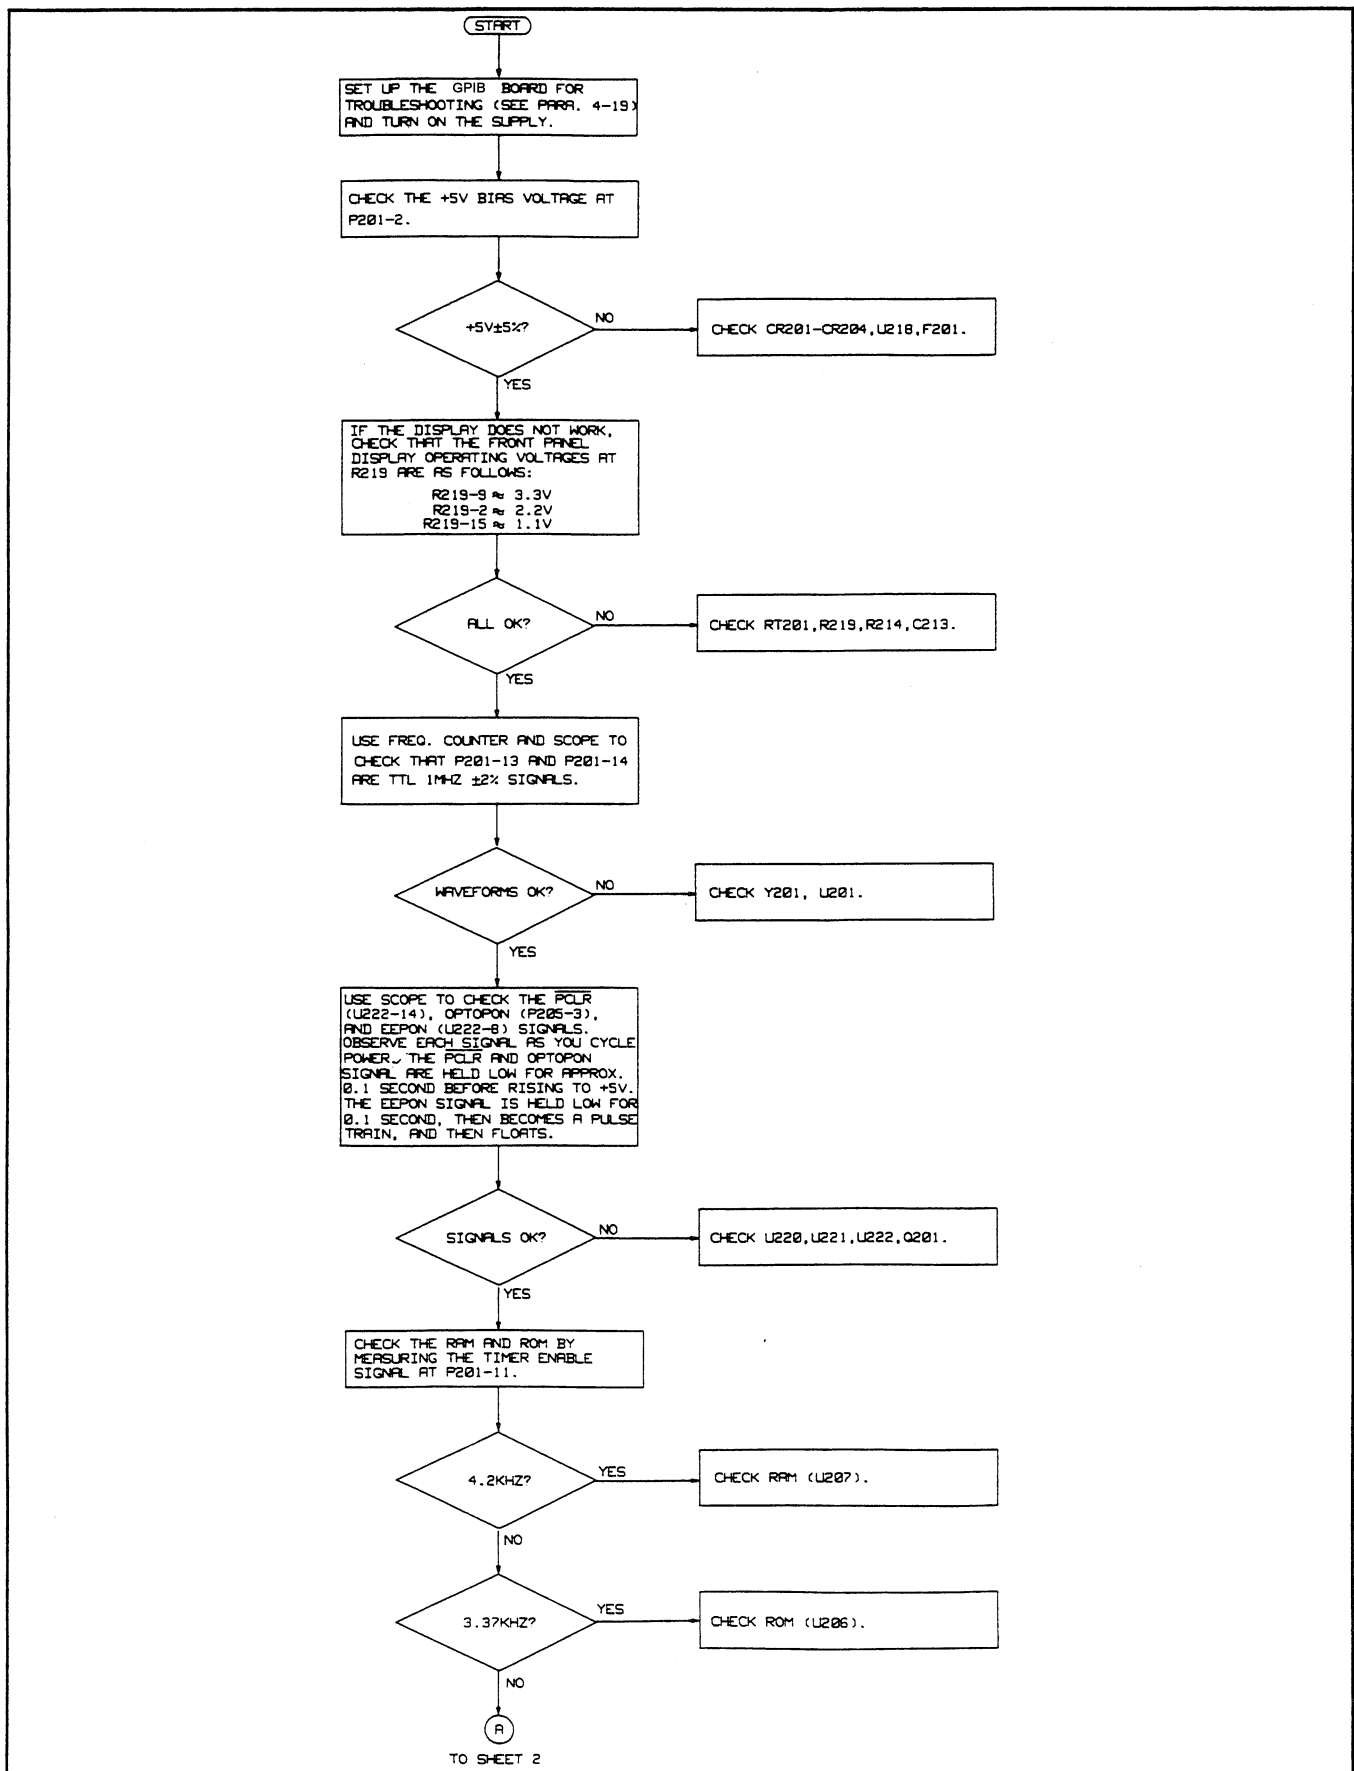 START
SET UP THE GPIB BOARD FOR
TROUBLESHOOTING (SEE PARA. 4-19)
AND TURN ON THE SUPPLY.
CHECK THE +5V BIAS VOLTAGE AT
P201-2.
+5V±5%?
NO
CHECK CR201-CR204,U218,F201.
YES
IF THE DISPLAY DOES NOT WORK,
CHECK THAT THE FRONT PANEL
DISPLAY OPERATING VOLTAGES AT
R219 ARE AS FOLLOWS:
R219-9 ≈ 3.3V
R219-2 ≈ 2.2V
R219-15 ≈ 1.1V
ALL OK?
NO
CHECK RT201,R219,R214,C213.
YES
USE FREQ. COUNTER AND SCOPE TO
CHECK THAT P201-13 AND P201-14
ARE TTL 1MHZ ±2% SIGNALS.
WAVEFORMS OK?
NO
CHECK Y201, U201.
YES
USE SCOPE TO CHECK THE PCLR
(U222-14), OPTOPON (P205-3),
AND EEPON (U222-8) SIGNALS.
OBSERVE EACH SIGNAL AS YOU CYCLE
POWER. THE PCLR AND OPTOPON
SIGNAL ARE HELD LOW FOR APPROX.
0.1 SECOND BEFORE RISING TO +5V.
THE EEPON SIGNAL IS HELD LOW FOR
0.1 SECOND, THEN BECOMES A PULSE
TRAIN, AND THEN FLOATS.
SIGNALS OK?
NO
CHECK U220,U221,U222,Q201.
YES
CHECK THE RAM AND ROM BY
MEASURING THE TIMER ENABLE
SIGNAL AT P201-11.
4.2KHZ?
YES
CHECK RAM (U207).
NO
3.37KHZ?
YES
CHECK ROM (U206).
NO
A
TO SHEET 2